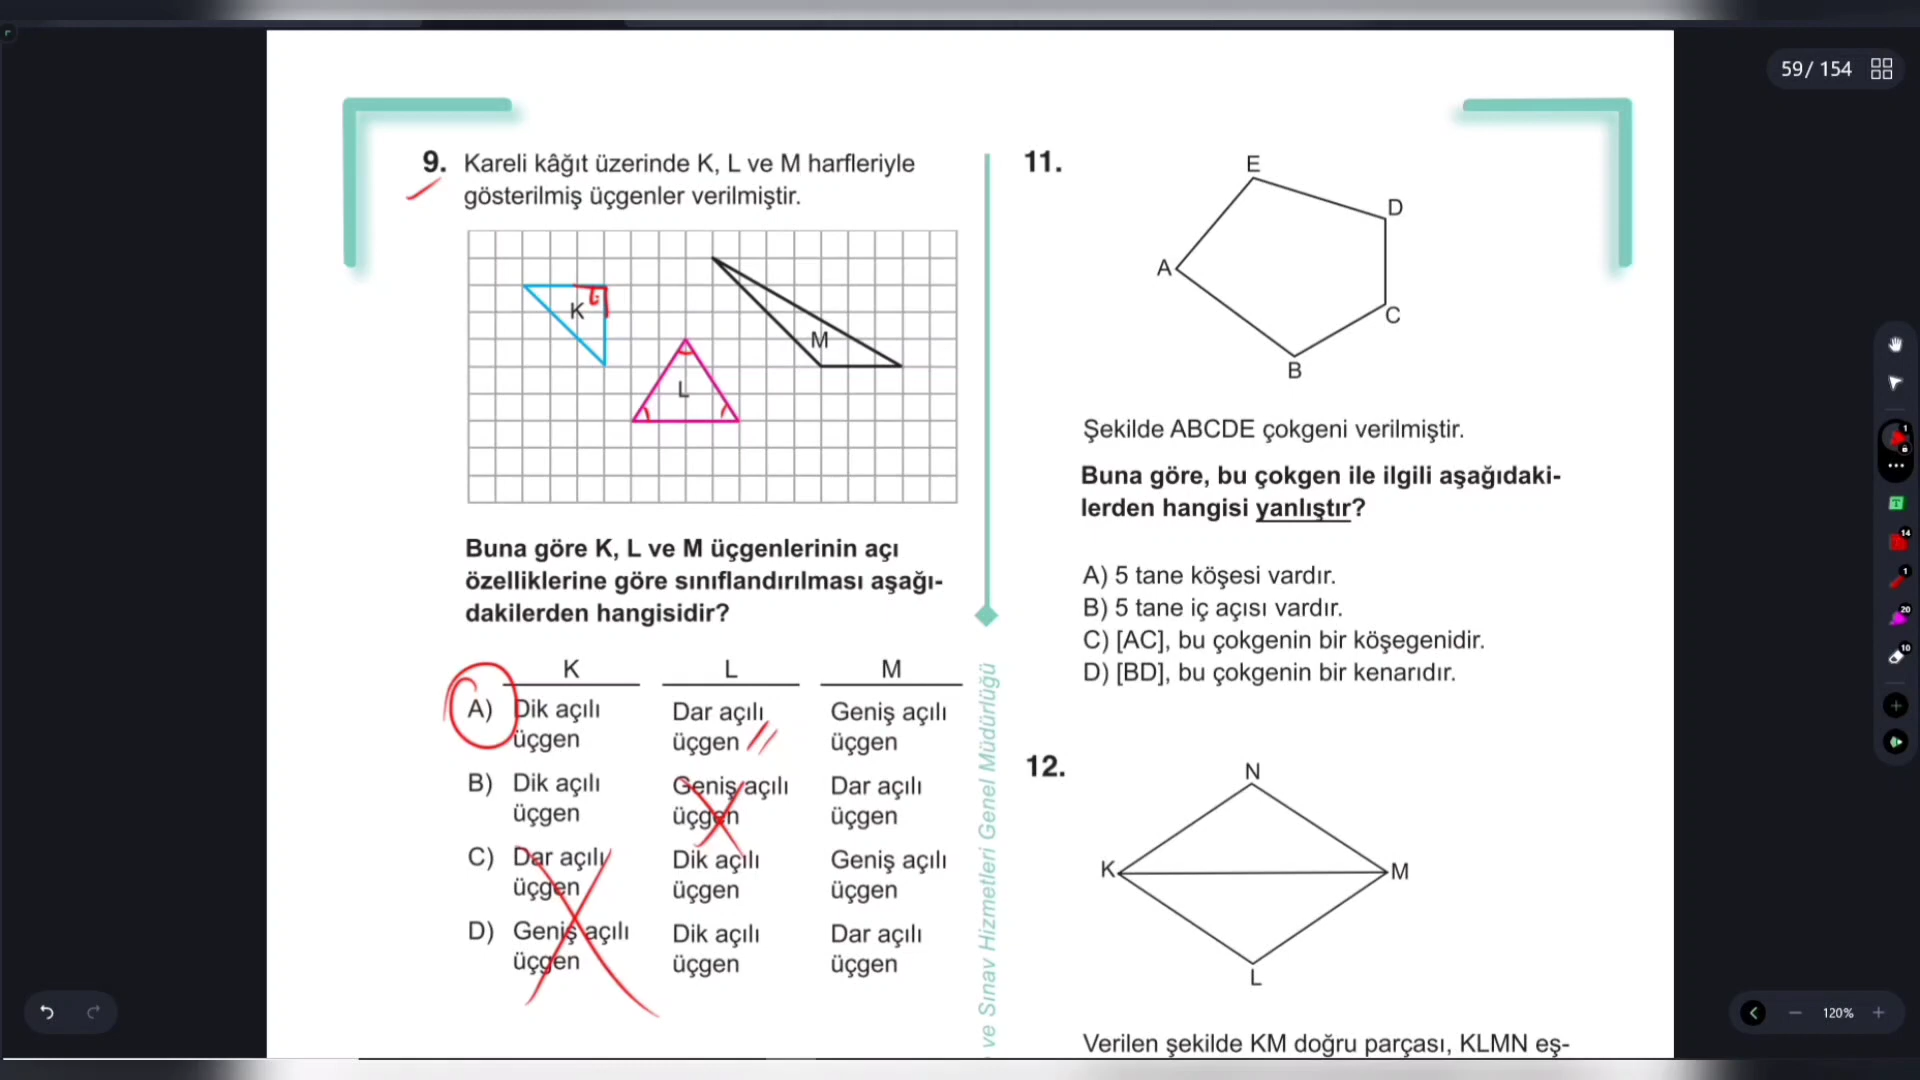 59/ 154
9. Kareli kâğıt üzerinde K, L ve M harfleriyle
gösterilmiş üçgenler verilmiştir.
K
L
M
Buna göre K, L ve M üçgenlerinin açı
özelliklerine göre sınıflandırılması aşağı-
dakilerden hangisidir?
K L M
A) Dik açılı Dar açılı Geniş açılı
üçgen üçgen üçgen
B) Dik açılı Geniş açılı Dar açılı
üçgen üçgen üçgen
C) Dar açılı Dik açılı Geniş açılı
üçgen üçgen üçgen
D) Geniş açılı Dik açılı Dar açılı
üçgen üçgen üçgen
ve Sınav Hizmetleri Genel Müdürlüğü
11.
E
D
A
C
B
Şekilde ABCDE çokgeni verilmiştir.
Buna göre, bu çokgen ile ilgili aşağıdaki-
lerden hangisi yanlıştır?
A) 5 tane köşesi vardır.
B) 5 tane iç açısı vardır.
C) [AC], bu çokgenin bir köşegenidir.
D) [BD], bu çokgenin bir kenarıdır.
12.
N
K
M
L
Verilen şekilde KM doğru parçası, KLMN eş-
1
14
1
20
10
120%